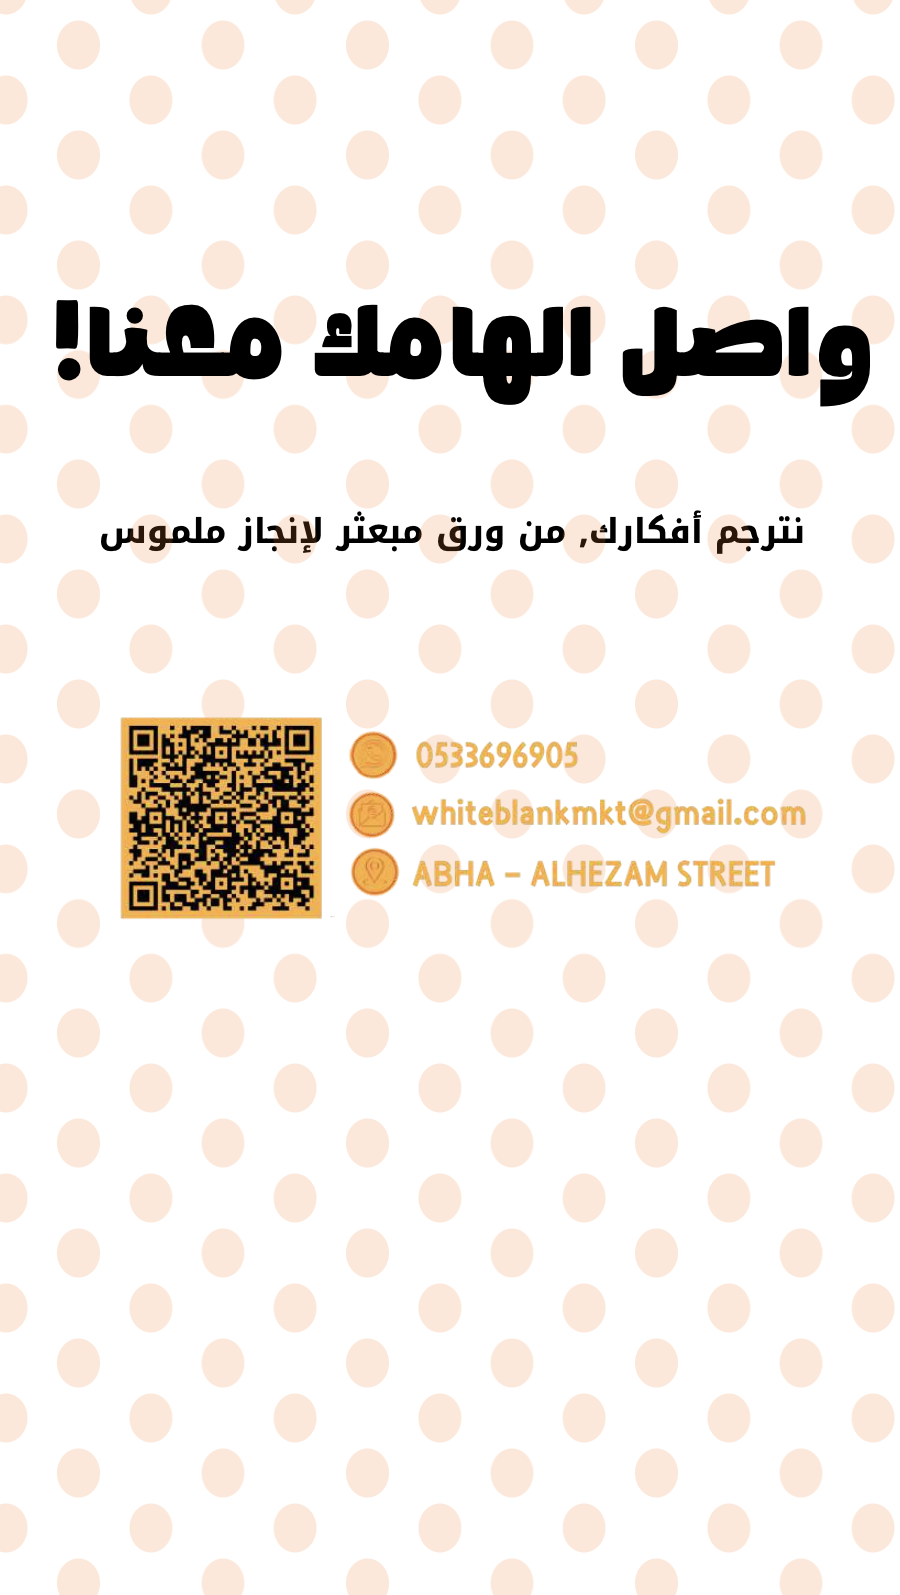 واصل الهامك معنا!
نترجم أفكارك, من ورق مبعثر لإنجاز ملموس
0533696905
whiteblankmkt@gmail.com
ABHA - ALHEZAM STREET